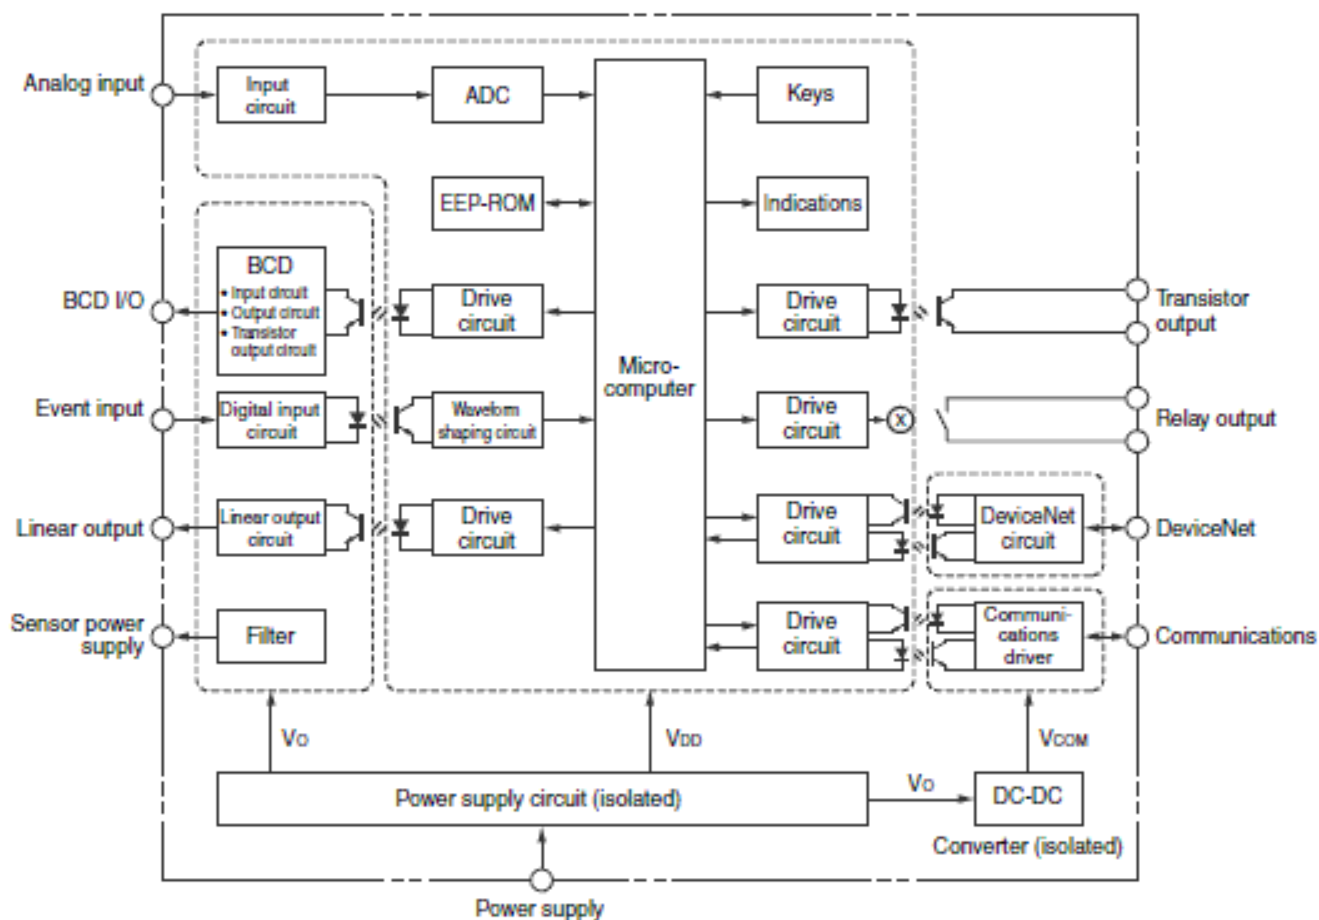 Analog input
Input
circuit
ADC
Keys
EEP-ROM
Indications
BCD I/O
BCD
• Input circuit
• Output circuit
• Transistor
output circuit
Drive
circuit
Micro-
computer
Drive
circuit
Transistor
output
Event input
Digital input
circuit
Waveform
shaping circuit
Drive
circuit
X
Relay output
Linear output
Linear output
circuit
Drive
circuit
Drive
circuit
DeviceNet
circuit
DeviceNet
Sensor power
supply
Filter
Drive
circuit
Communi-
cations
driver
Communications
VO
VDD
VCOM
Power supply circuit (isolated)
VO
DC-DC
Converter (isolated)
Power supply